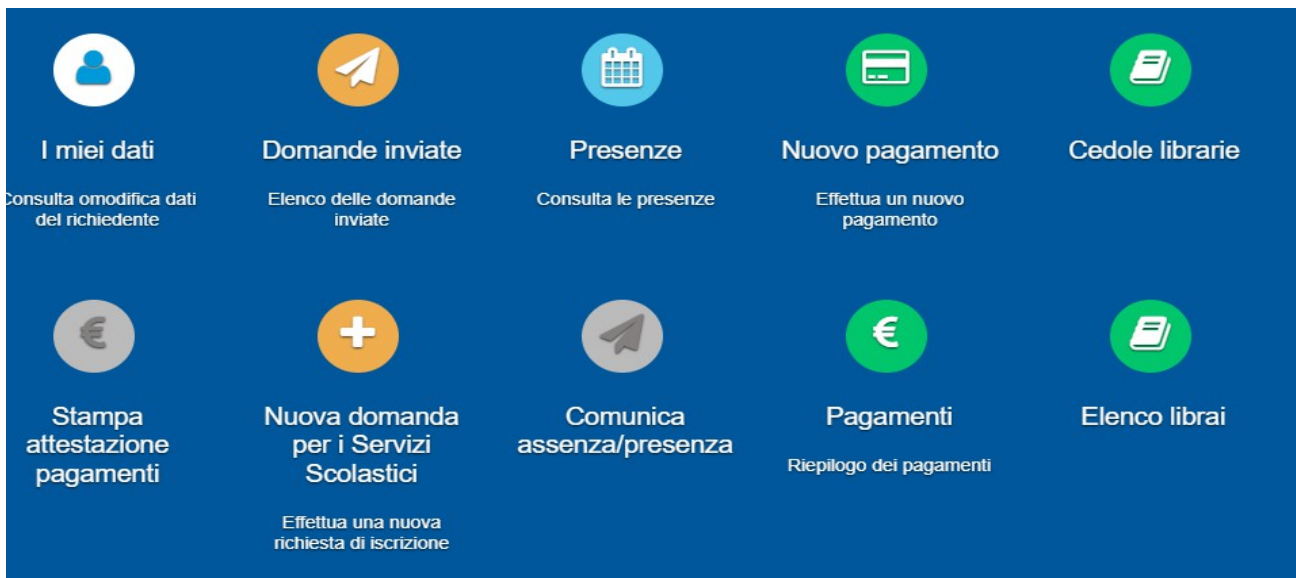 I miei dati
Consulta omodifica dati
del richiedente
Domande inviate
Elenco delle domande
inviate
Presenze
Consulta le presenze
Nuovo pagamento
Effettua un nuovo
pagamento
Cedole librarie
€
Stampa
attestazione
pagamenti
Nuova domanda
per i Servizi
Scolastici
Effettua una nuova
richiesta di iscrizione
Comunica
assenza/presenza
€
Pagamenti
Riepilogo dei pagamenti
Elenco librai